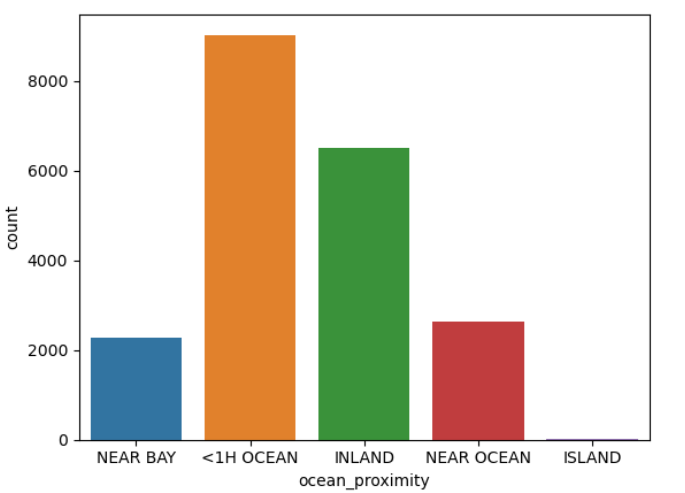 8000
6000
4000
2000
0
count
NEAR BAY <1H OCEAN INLAND NEAR OCEAN ISLAND
ocean_proximity